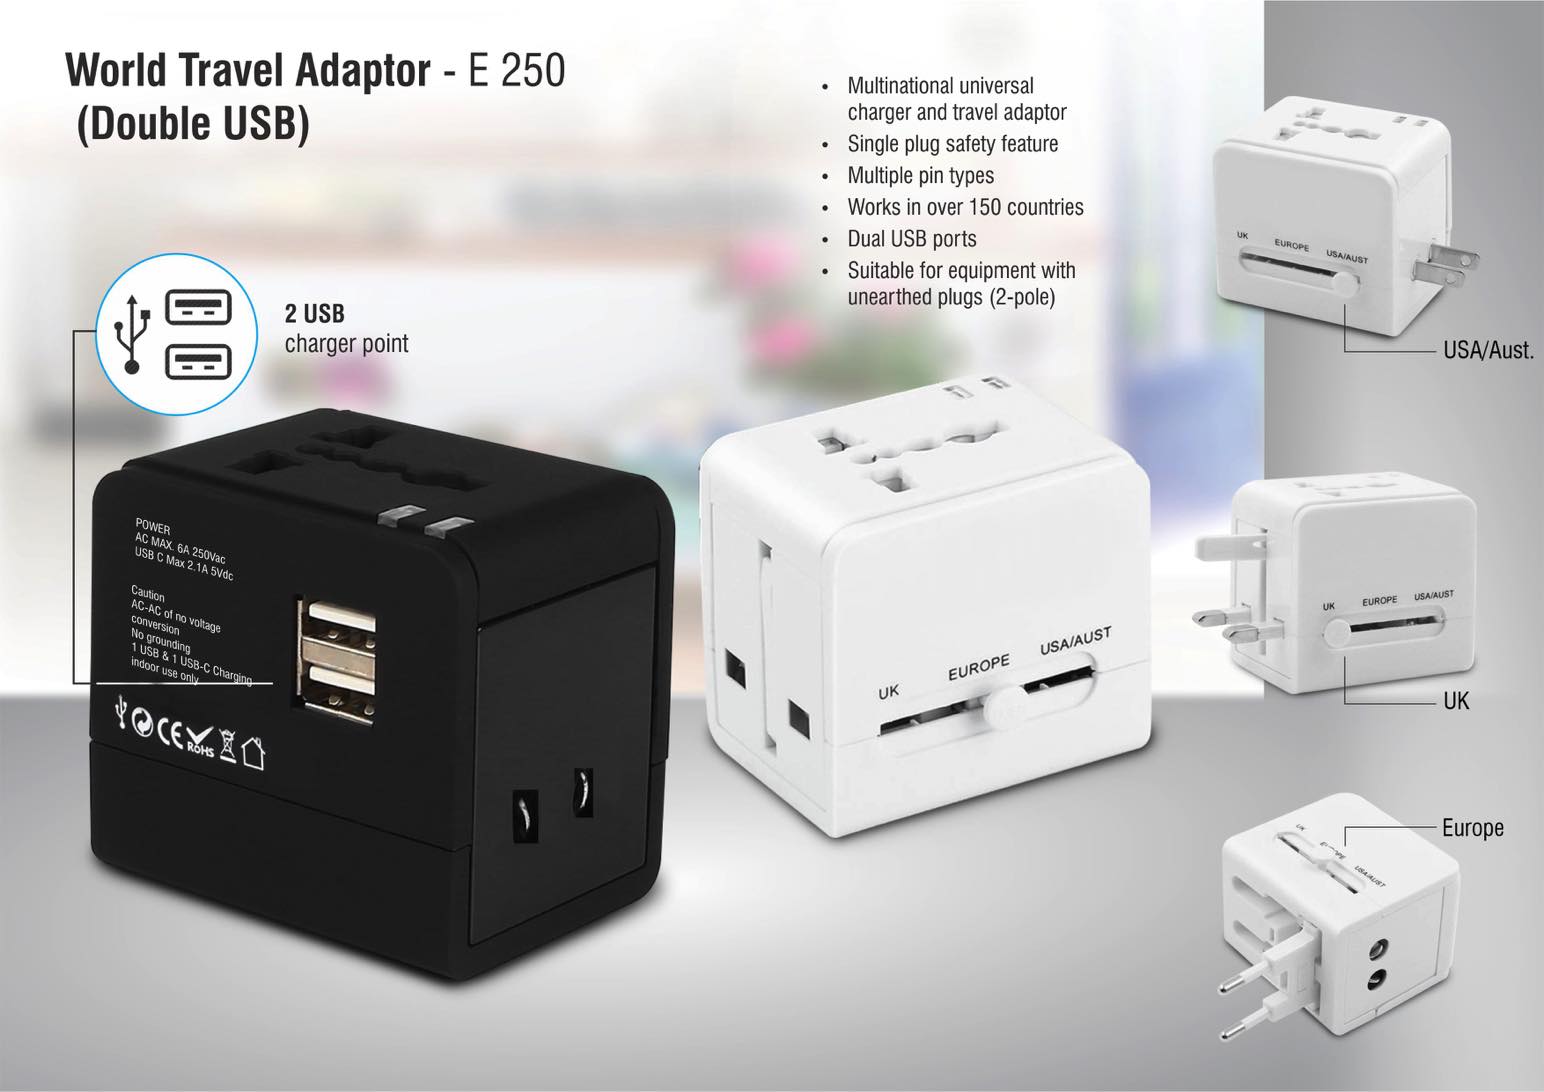 World Travel Adaptor - E 250
(Double USB)
• Multinational universal
charger and travel adaptor
• Single plug safety feature
• Multiple pin types
• Works in over 150 countries
• Dual USB ports
• Suitable for equipment with
unearthed plugs (2-pole)
2 USB
charger point
POWER
AC MAX. 6A 250Vac
USB C Max 2.1A 5Vdc
Caution
AC-AC of no voltage
conversion
No grounding
1 USB & 1 USB-C Charging
indoor use only
CE
RoHS
UK EUROPE USA/AUST
UK EUROPE USA/AUST
USA/Aust.
UK EUROPE USA/AUST
UK
Europe
UK USA/AUST